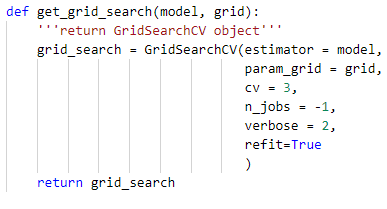 def get_grid_search(model, grid):
    '''return GridSearchCV object'''
    grid_search = GridSearchCV(estimator = model,
                               param_grid = grid,
                               cv = 3,
                               n_jobs = -1,
                               verbose = 2,
                               refit=True
                               )
    return grid_search